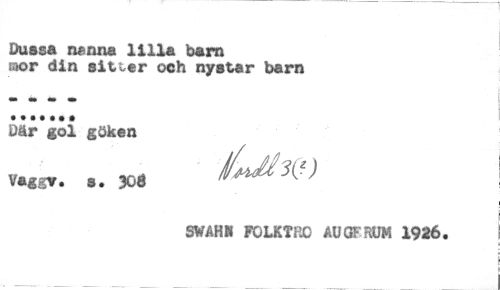 Dussa nanna lilla barn
mor din sitter och nystar barn
- - - -
.......
Där gol göken
Nordl 3(?)
Vaggv. s. 308
SWAHN FOLKTRO AUGERUM 1926.